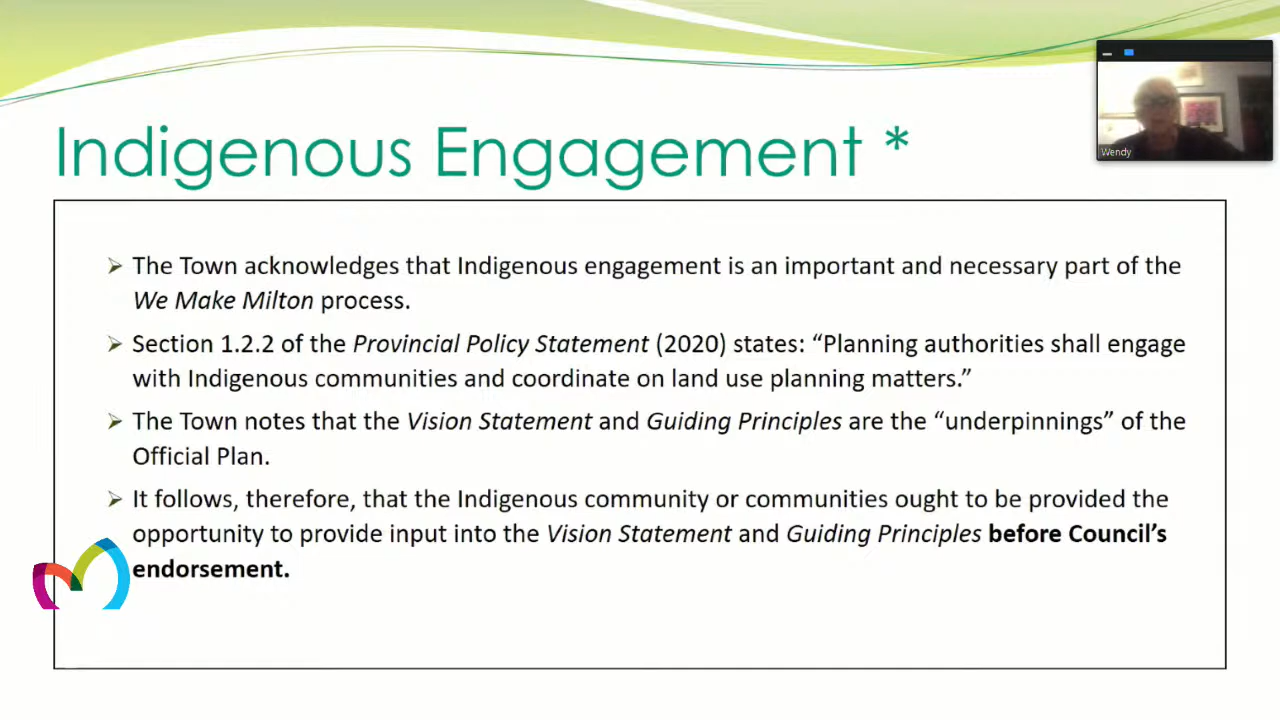 Indigenous Engagement *
Wendy
The Town acknowledges that Indigenous engagement is an important and necessary part of the
We Make Milton process.
Section 1.2.2 of the Provincial Policy Statement (2020) states: “Planning authorities shall engage
with Indigenous communities and coordinate on land use planning matters.”
The Town notes that the Vision Statement and Guiding Principles are the “underpinnings” of the
Official Plan.
It follows, therefore, that the Indigenous community or communities ought to be provided the
opportunity to provide input into the Vision Statement and Guiding Principles before Council’s
endorsement.